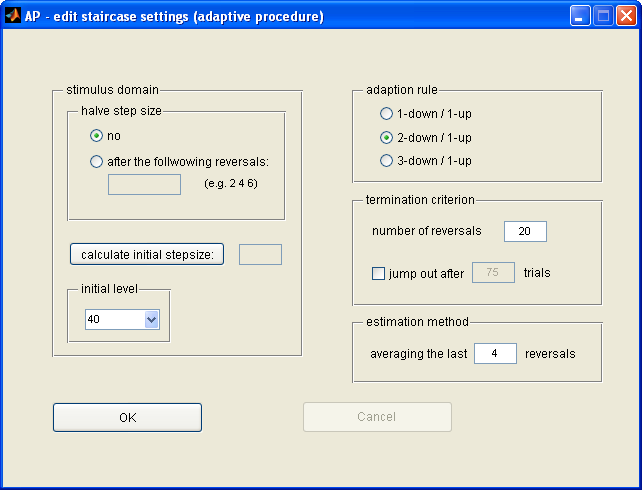 AP - edit staircase settings (adaptive procedure)
stimulus domain
halve step size
no
after the follwowing reversals:
(e.g. 2 4 6)
calculate initial stepsize:
initial level
40
adaption rule
1-down / 1-up
2-down / 1-up
3-down / 1-up
termination criterion
number of reversals 20
jump out after 75 trials
estimation method
averaging the last 4 reversals
OK
Cancel